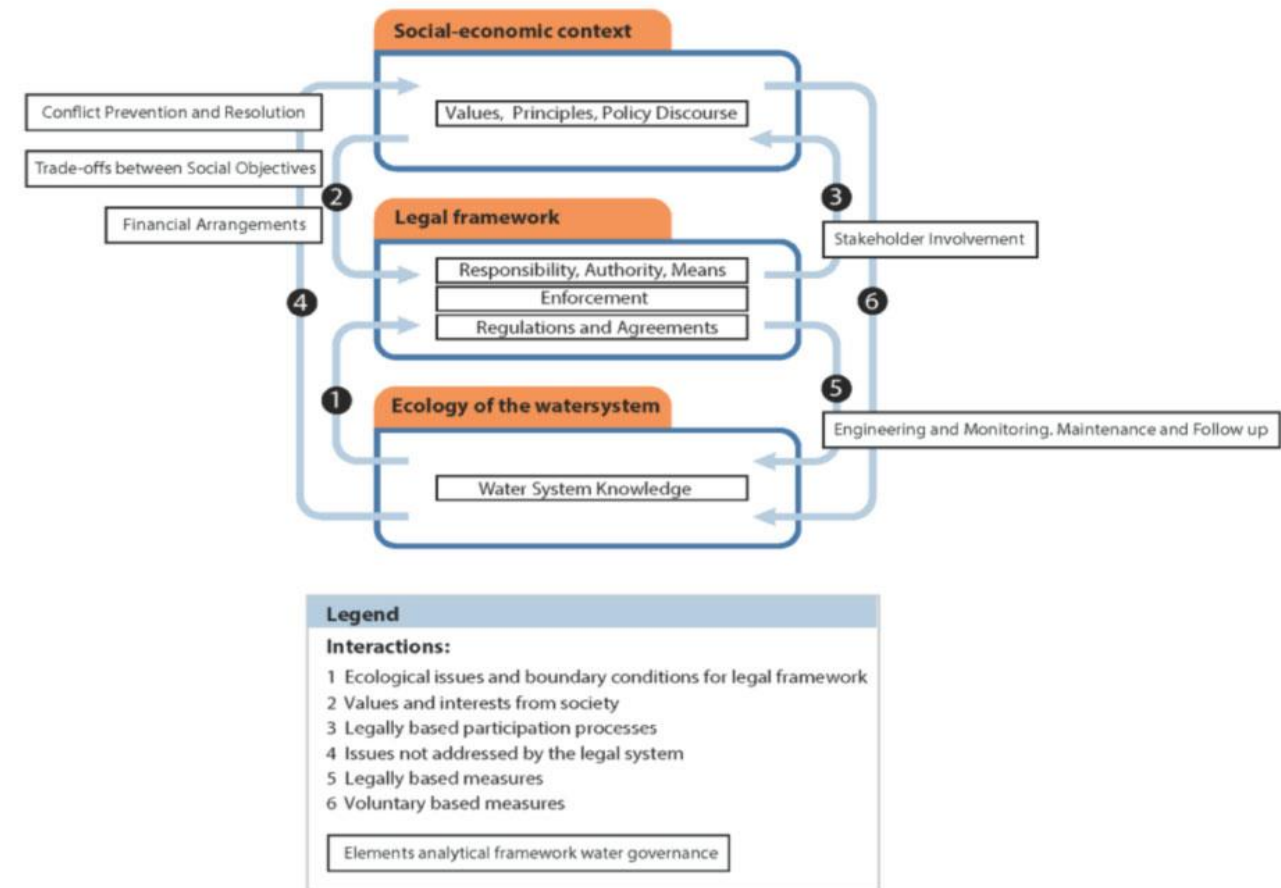 Social-economic context
Conflict Prevention and Resolution
Values, Principles, Policy Discourse
Trade-offs between Social Objectives
2
3
Financial Arrangements
Legal framework
Stakeholder Involvement
Responsibility, Authority, Means
Enforcement
4
6
Regulations and Agreements
1
5
Ecology of the watersystem
Engineering and Monitoring. Maintenance and Follow up
Water System Knowledge
Legend
Interactions:
1 Ecological issues and boundary conditions for legal framework
2 Values and interests from society
3 Legally based participation processes
4 Issues not addressed by the legal system
5 Legally based measures
6 Voluntary based measures
Elements analytical framework water governance